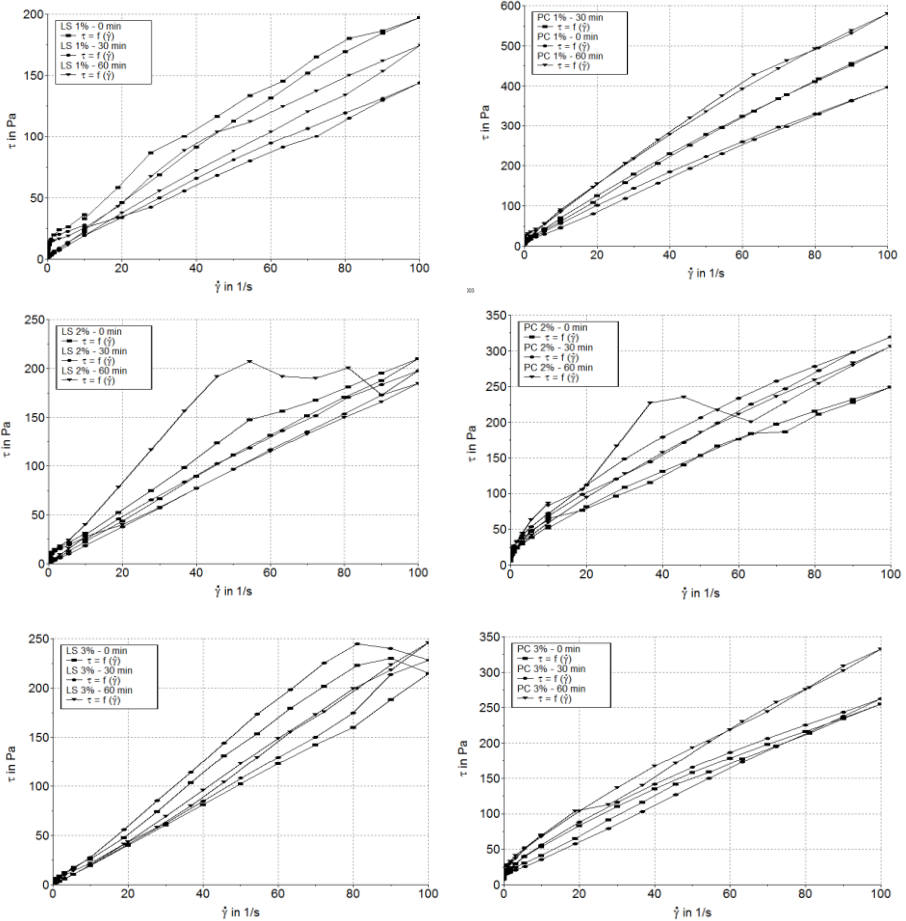 LS 1% - 0 min
τ = f (γ̇)
LS 1% - 30 min
τ = f (γ̇)
LS 1% - 60 min
τ = f (γ̇)
200
150
100
50
0
τ in Pa
0 20 40 60 80 100
γ̇ in 1/s
PC 1% - 30 min
τ = f (γ̇)
PC 1% - 0 min
τ = f (γ̇)
PC 1% - 60 min
τ = f (γ̇)
600
500
400
300
200
100
0
τ in Pa
0 20 40 60 80 100
γ̇ in 1/s
LS 2% - 0 min
τ = f (γ̇)
LS 2% - 30 min
τ = f (γ̇)
LS 2% - 60 min
τ = f (γ̇)
250
200
150
100
50
0
τ in Pa
0 20 40 60 80 100
γ̇ in 1/s
PC 2% - 0 min
τ = f (γ̇)
PC 2% - 30 min
τ = f (γ̇)
PC 2% - 60 min
τ = f (γ̇)
350
300
250
200
150
100
50
0
τ in Pa
0 20 40 60 80 100
γ̇ in 1/s
LS 3% - 0 min
τ = f (γ̇)
LS 3% - 30 min
τ = f (γ̇)
LS 3% - 60 min
τ = f (γ̇)
250
200
150
100
50
0
τ in Pa
0 20 40 60 80 100
γ̇ in 1/s
PC 3% - 0 min
τ = f (γ̇)
PC 3% - 30 min
τ = f (γ̇)
PC 3% - 60 min
τ = f (γ̇)
350
300
250
200
150
100
50
0
τ in Pa
0 20 40 60 80 100
γ̇ in 1/s